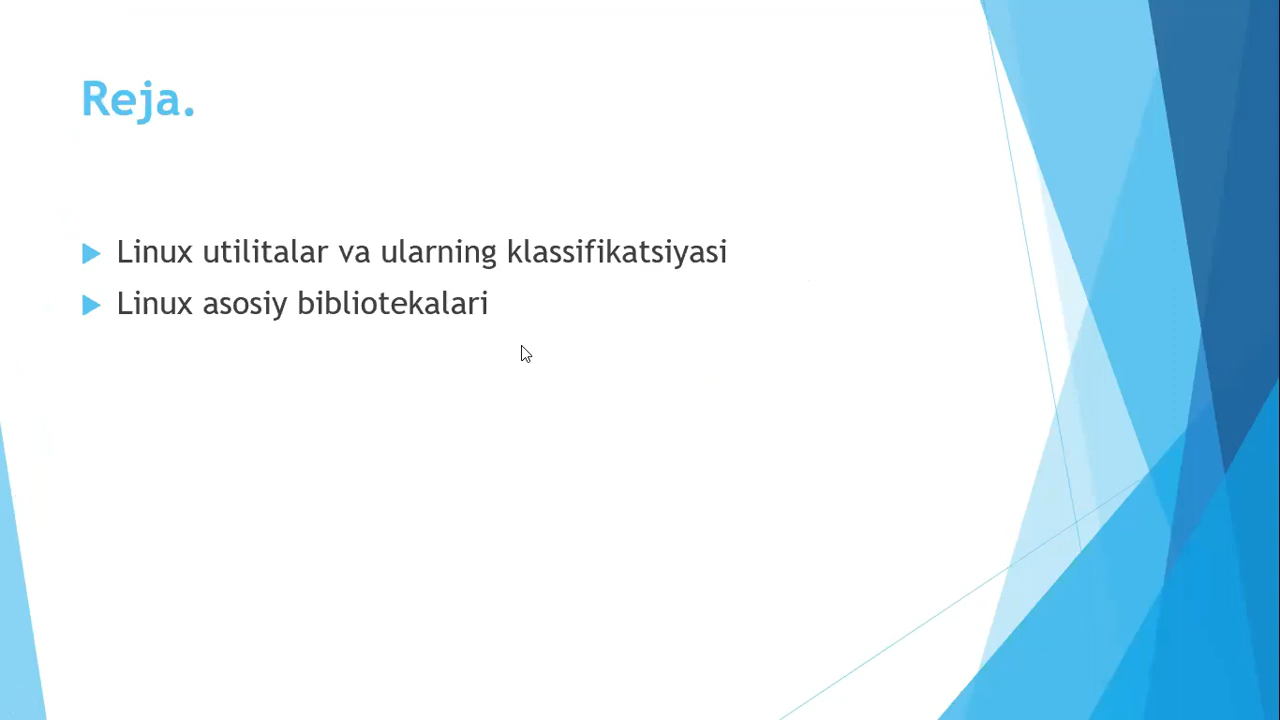 Reja.
Linux utilitalar va ularning klassifikatsiyasi
Linux asosiy bibliotekalari